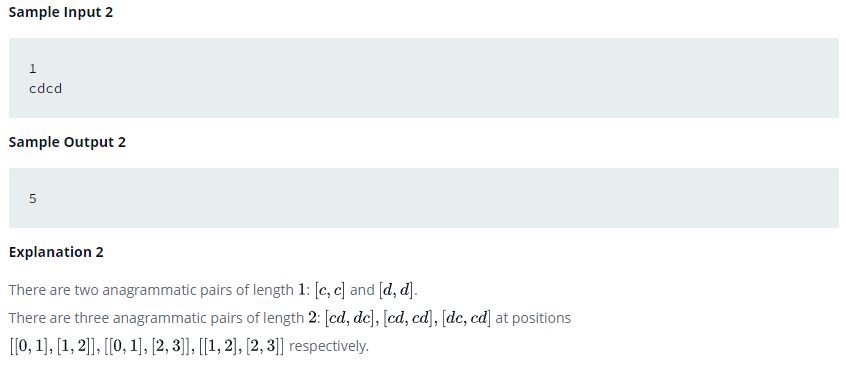 Sample Input 2
1
cdcd
Sample Output 2
5
Explanation 2
There are two anagrammatic pairs of length 1: [c, c] and [d, d].
There are three anagrammatic pairs of length 2: [cd, dc], [cd, cd], [dc, cd] at positions
[[0, 1], [1, 2]], [[0, 1], [2, 3]], [[1, 2], [2, 3]] respectively.